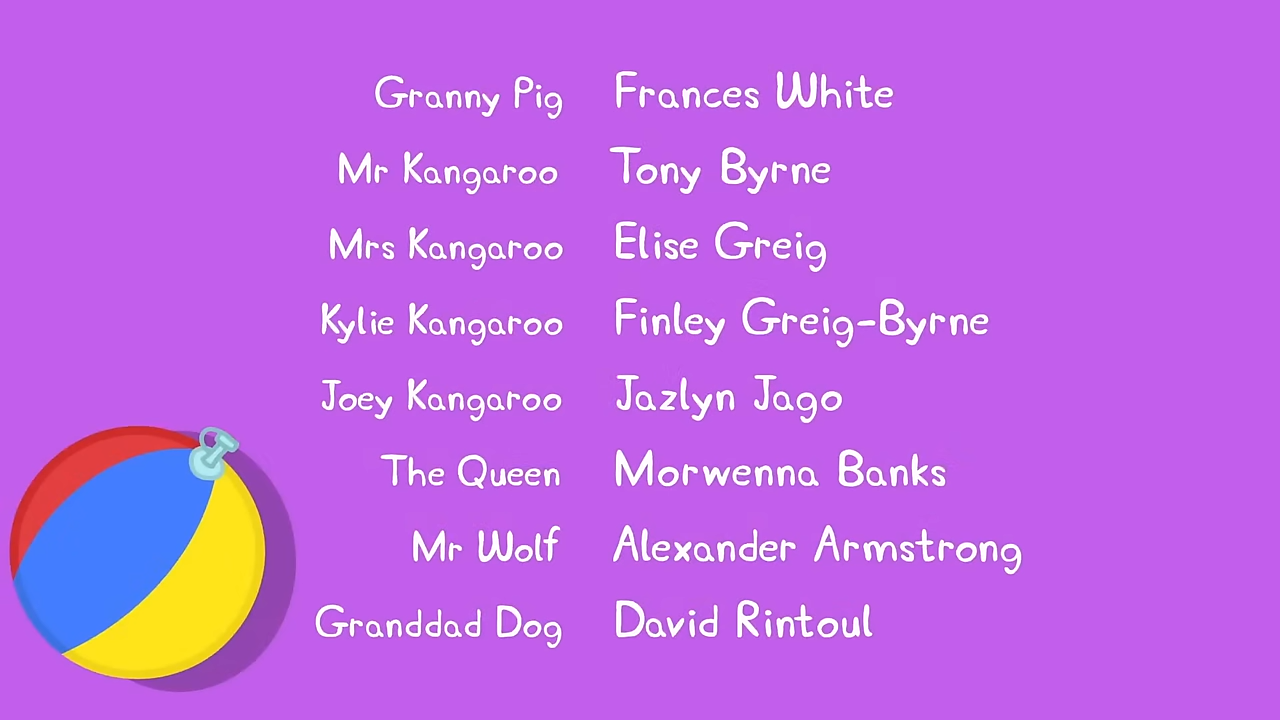 Granny Pig Frances White
Mr Kangaroo Tony Byrne
Mrs Kangaroo Elise Greig
Kylie Kangaroo Finley Greig-Byrne
Joey Kangaroo Jazlyn Jago
The Queen Morwenna Banks
Mr Wolf Alexander Armstrong
Granddad Dog David Rintoul